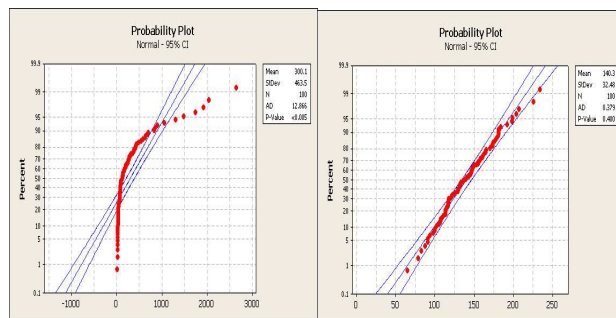 Probability Plot
Normal - 95% CI
99.9
99
95
90
80
70
60
50
40
30
20
10
5
1
0.1
Percent
-1000
0
1000
2000
3000
Mean 300.1
StDev 463.5
N 100
AD 12.866
P-Value <0.005
Probability Plot
Normal - 95% CI
99.9
99
95
90
80
70
60
50
40
30
20
10
5
1
0.1
Percent
0
50
100
150
200
250
Mean 140.3
StDev 32.48
N 100
AD 0.379
P-Value 0.400